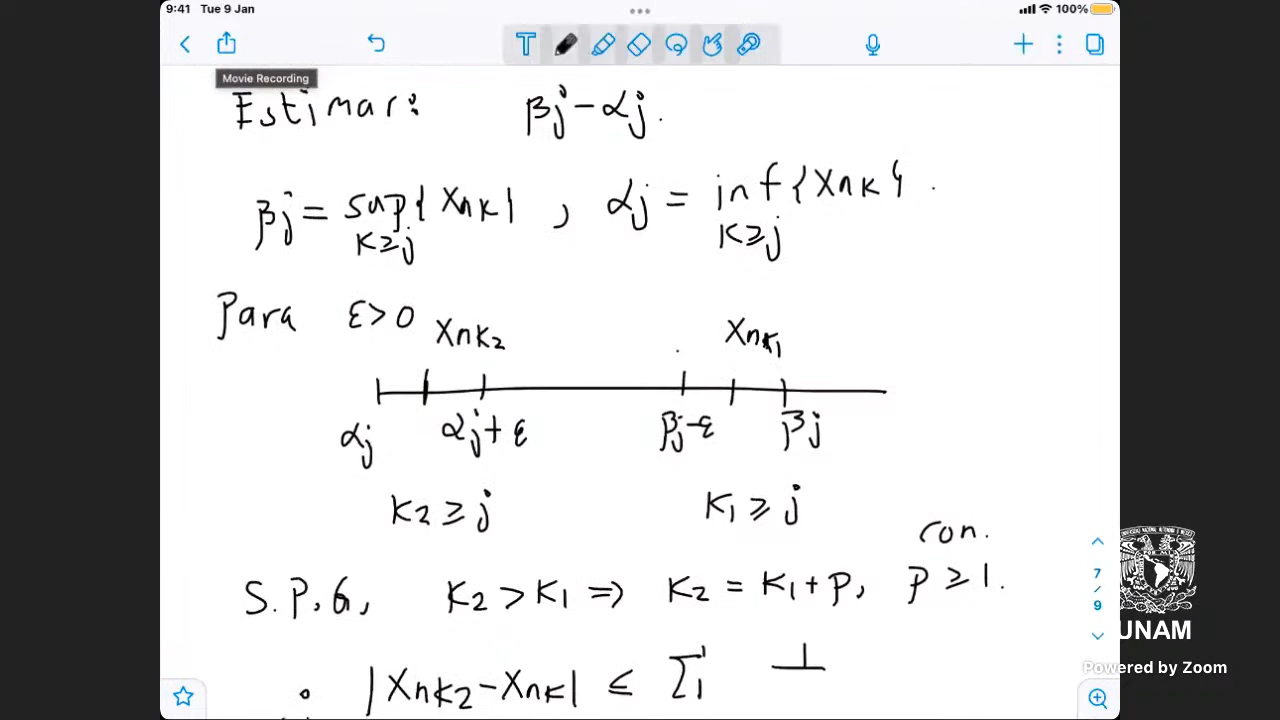 9:41 Tue 9 Jan 100%
Movie Recording
Estimar: βj - αj.
βj = sup{Xnk} , αj = inf{Xnk} .
K≥j K≥j
Para ε>0
XnK2 XnK1
αj αj+ε βj-ε βj
K2 ≥ j K1 ≥ j
con.
S.P.G, K2 > K1 => K2 = K1+p, p ≥ 1.
|XnK2 - XnK1| ≤ Σ 1
7
/
9
UNAM
Powered by Zoom